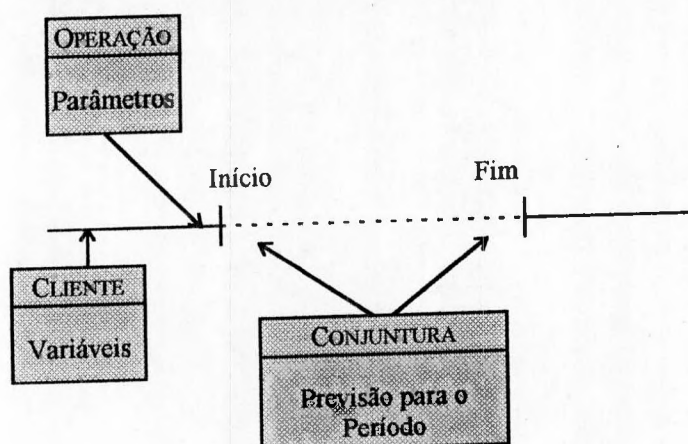 OPERAÇÃO
Parâmetros
Início
Fim
CLIENTE
Variáveis
CONJUNTURA
Previsão para o
Período